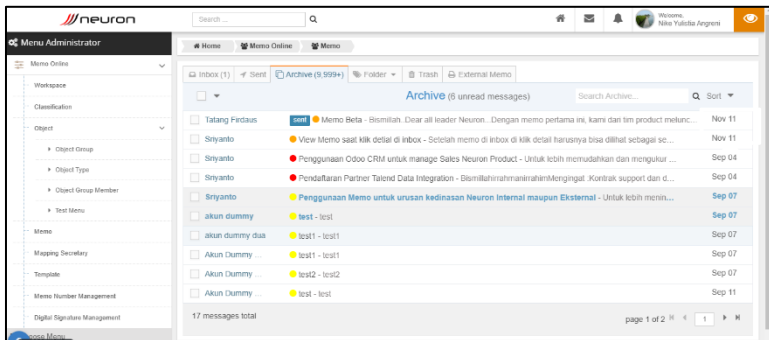 neuron
Search ...
Welcome,
Nike Yulistia Angreni
Menu Administrator
Home Memo Online Memo
Memo Online
Workspace
Classification
Object
Object Group
Object Type
Object Group Member
Test Menu
Memo
Mapping Secretary
Template
Memo Number Management
Digital Signature Management
Menu
Inbox (1) Sent Archive (9.999+) Folder Trash External Memo
Archive (6 unread messages) Search Archive... Sort
Tatang Firdaus sent Memo Beta - Bismillah..Dear all leader Neuron...Dengan memo pertama ini, kami dari tim product melunc... Nov 11
Sriyanto View Memo saat klik detial di inbox - Setelah memo di inbox di klik detail harusnya bisa dilihat sebagai se... Nov 11
Sriyanto Penggunaan Odoo CRM untuk manage Sales Neuron Product - Untuk lebih memudahkan dan mengukur ... Sep 04
Sriyanto Pendaftaran Partner Talend Data Integration - BismillahirrahmanirrahimMengingat :Kontrak support dan d... Sep 04
Sriyanto Penggunaan Memo untuk urusan kedinasan Neuron Internal maupun Eksternal - Untuk lebih menin... Sep 07
akun dummy test - test Sep 07
akun dummy dua test1 - test1 Sep 07
Akun Dummy ... test1 - test1 Sep 07
Akun Dummy ... test2 - test2 Sep 07
Akun Dummy ... test - test Sep 11
17 messages total page 1 of 2 1